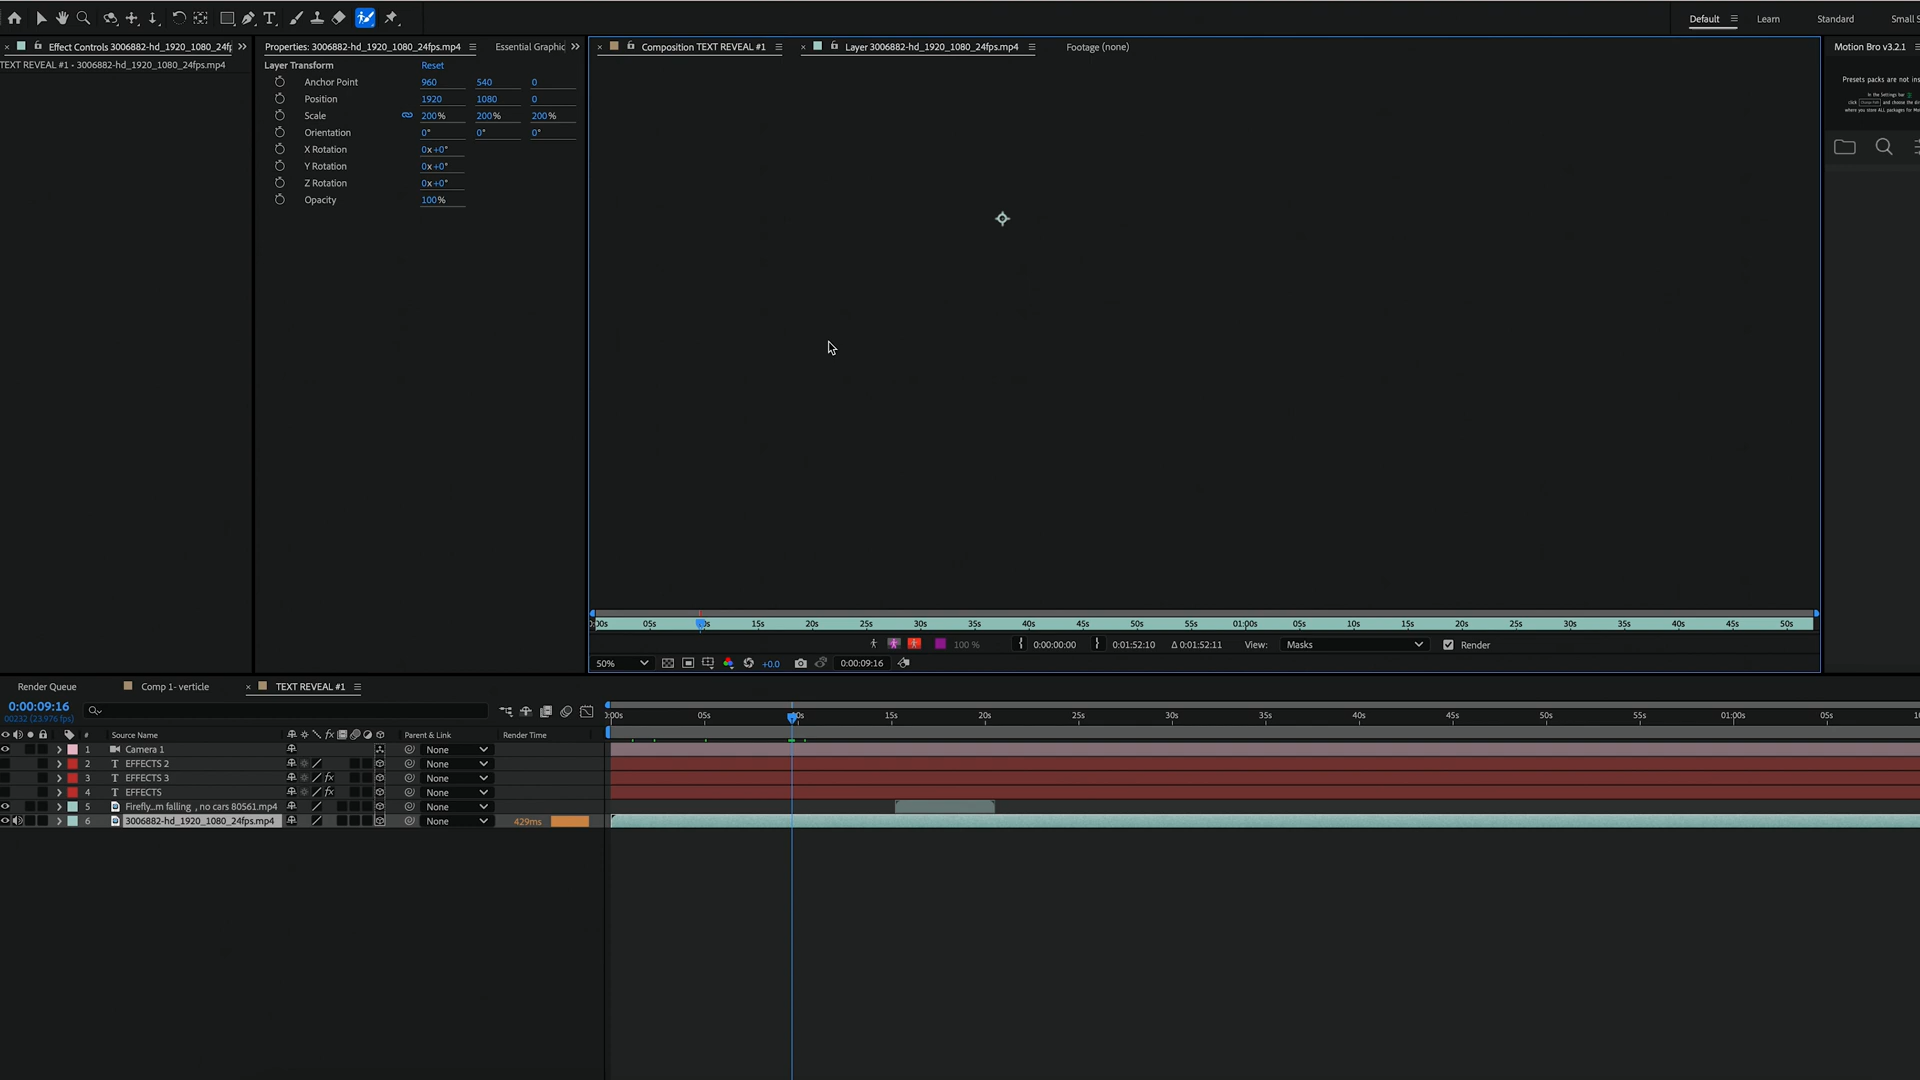 Default
Learn
Standard
Small S
Effect Controls 3006882-hd_1920_1080_24f
Properties: 3006882-hd_1920_1080_24fps.mp4
Essential Graphic
Composition TEXT REVEAL #1
Layer 3006882-hd_1920_1080_24fps.mp4
Footage (none)
Motion Bro v3.2.1
TEXT REVEAL #1 • 3006882-hd_1920_1080_24fps.mp4
Layer Transform
Reset
Anchor Point 960 540 0
Position 1920 1080 0
Scale 200% 200% 200%
Orientation 0° 0° 0°
X Rotation 0x+0°
Y Rotation 0x+0°
Z Rotation 0x+0°
Opacity 100%
Presets packs are not ins
In the Settings bar
click and choose the dir
where you store ALL packages for Mo
:00s 05s 15s 20s 25s 30s 35s 40s 45s 50s 55s 01:00s 05s 10s 15s 20s 25s 30s 35s 40s 45s 50s
100 % 0:00:00:00 0:01:52:10 Δ 0:01:52:11 View: Masks Render
50% +0.0 0:00:09:16
Render Queue
Comp 1- verticle
TEXT REVEAL #1
0:00:09:16
00232 (23.976 fps)
:00s 05s 15s 20s 25s 30s 35s 40s 45s 50s 55s 01:00s 05s 10
# Source Name fx Parent & Link Render Time
1 Camera 1 None
2 T EFFECTS 2 None
3 T EFFECTS 3 fx None
4 T EFFECTS fx None
5 Firefly...m falling , no cars 80561.mp4 None
6 3006882-hd_1920_1080_24fps.mp4 None 429ms